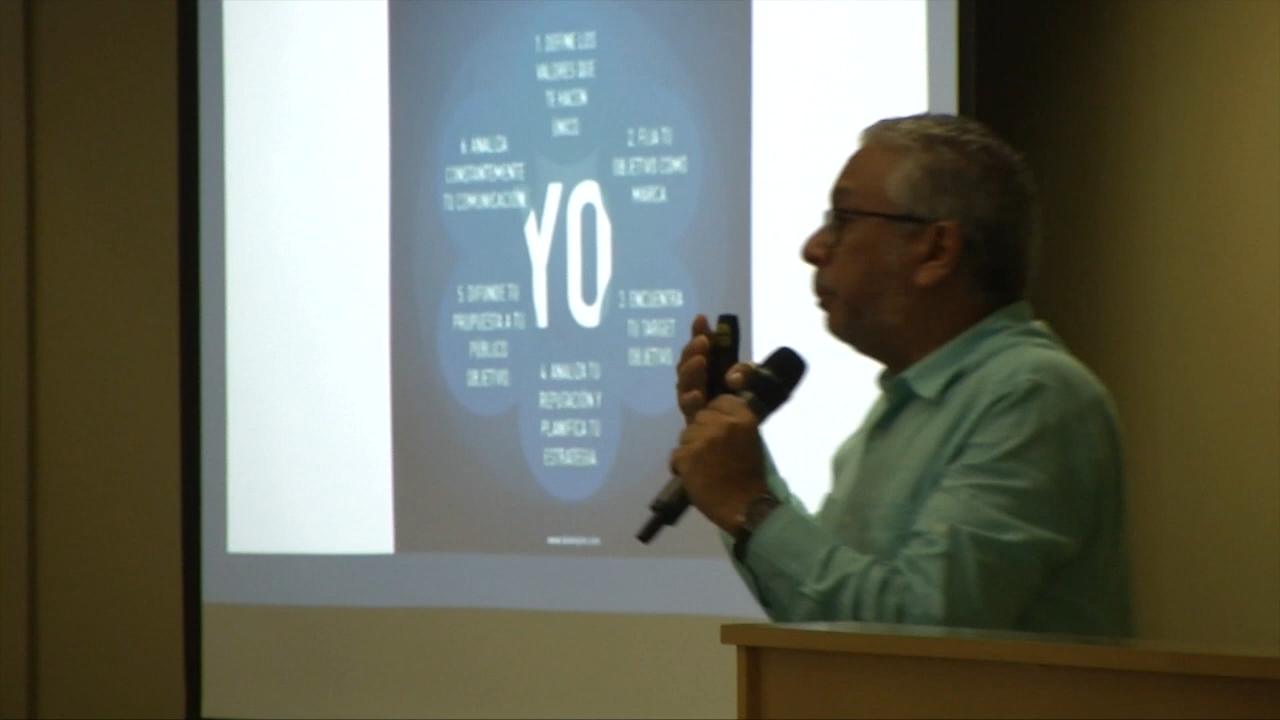 1. DEFINE LOS
VALORES QUE
TE HACEN
ÚNICO
2. FIJA TU
OBJETIVO COMO
MARCA
3. ENCUENTRA
TU TARGET
OBJETIVO
4. ANALIZA TU
REPUTACIÓN Y
PLANIFICA TU
ESTRATEGIA
5. DIFUNDE TU
PROPUESTA A TU
PÚBLICO
OBJETIVO
6. ANALIZA
CONSTANTEMENTE
TU COMUNICACIÓN
YO